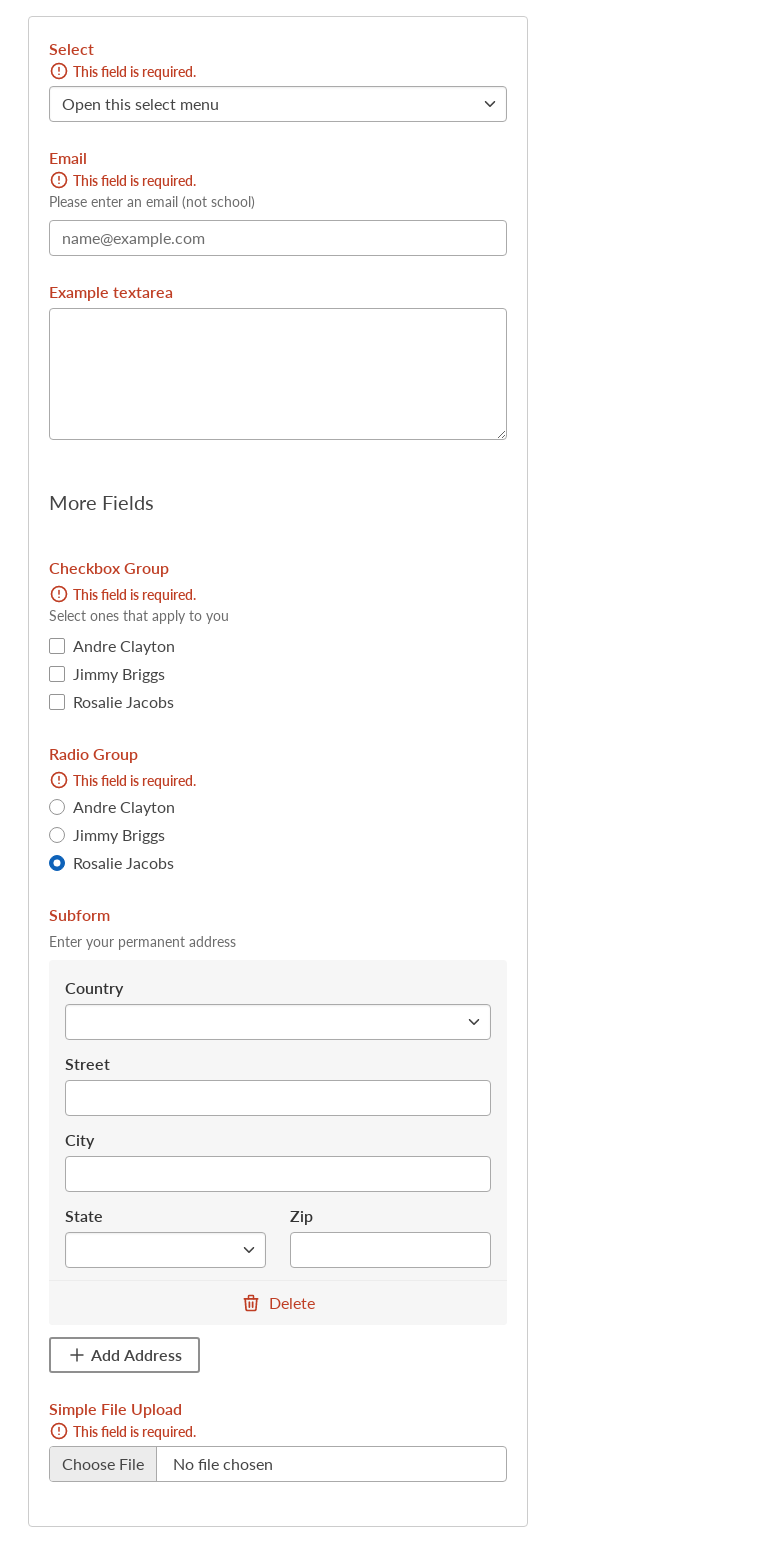 Select
This field is required.
Open this select menu
Email
This field is required.
Please enter an email (not school)
name@example.com
Example textarea
More Fields
Checkbox Group
This field is required.
Select ones that apply to you
Andre Clayton
Jimmy Briggs
Rosalie Jacobs
Radio Group
This field is required.
Andre Clayton
Jimmy Briggs
Rosalie Jacobs
Subform
Enter your permanent address
Country
Street
City
State Zip
Delete
Add Address
Simple File Upload
This field is required.
Choose File No file chosen